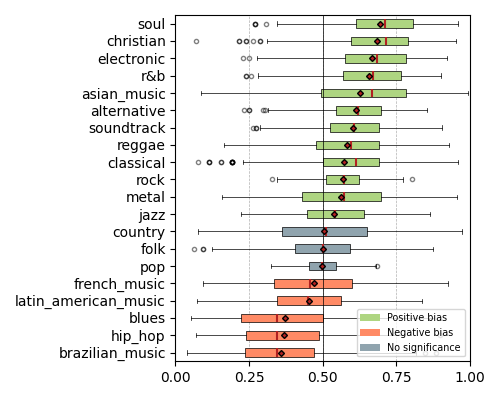 soul
christian
electronic
r&b
asian_music
alternative
soundtrack
reggae
classical
rock
metal
jazz
country
folk
pop
french_music
latin_american_music
blues
hip_hop
brazilian_music
Positive bias
Negative bias
No significance
0.00 0.25 0.50 0.75 1.00